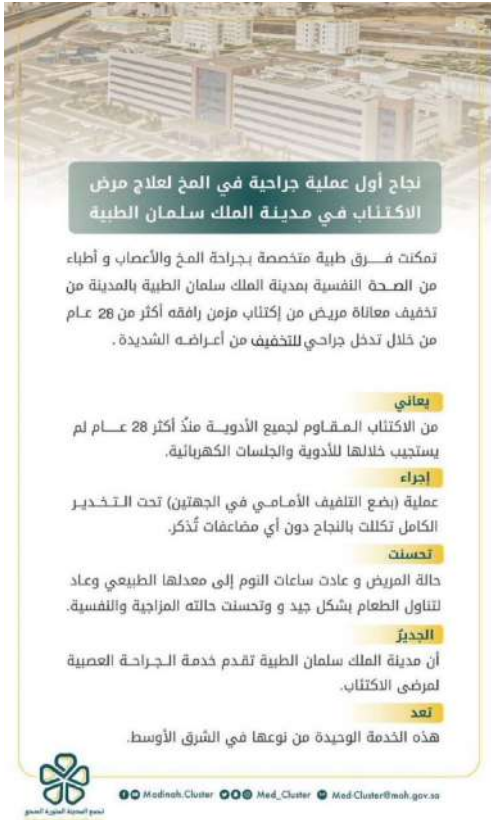 نجاح أول عملية جراحية في المخ لعلاج مرض
الاكتئاب في مدينة الملك سلمان الطبية
تمكنت فرق طبية متخصصة بجراحة المخ والأعصاب و أطباء
من الصحة النفسية بمدينة الملك سلمان الطبية بالمدينة من
تخفيف معاناة مريض من إكتئاب مزمن رافقه أكثر من 28 عام
من خلال تدخل جراحي للتخفيف من أعراضه الشديدة .
يعاني
من الاكتئاب المقاوم لجميع الأدوية منذُ أكثر 28 عام لم
يستجيب خلالها للأدوية والجلسات الكهربائية.
إجراء
عملية (بضع التلفيف الأمامي في الجهتين) تحت التخدير
الكامل تكللت بالنجاح دون أي مضاعفات تُذكر.
تحسنت
حالة المريض و عادت ساعات النوم إلى معدلها الطبيعي وعاد
لتناول الطعام بشكل جيد و وتحسنت حالته المزاجية والنفسية.
الجديرُ
أن مدينة الملك سلمان الطبية تقدم خدمة الجراحة العصبية
لمرضى الاكتئاب.
تعد
هذه الخدمة الوحيدة من نوعها في الشرق الأوسط.
Madinah.Cluster Med_Cluster Med-Cluster@moh.gov.sa
تجمع المدينة المنورة الصحي